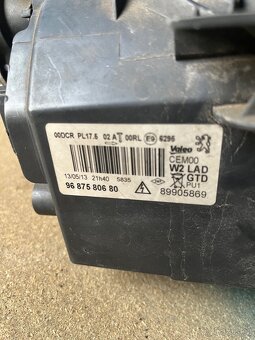 00DCR PL17.5 02 A 00RL E9 6296
Valeo
CEM00
W2 LAD
GTD
PU1
13/05/13 21h40 5835
96 875 806 80
89905869